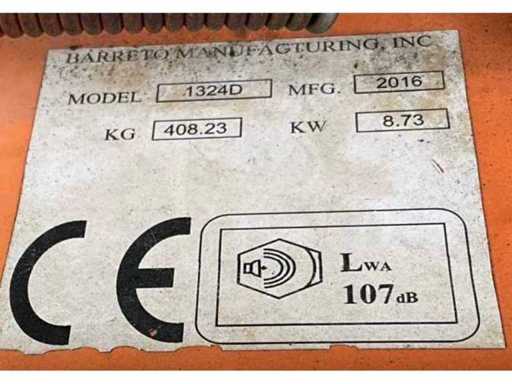 BARRETO MANUFACTURING, INC
MODEL 1324D MFG. 2016
KG 408.23 KW 8.73
CE LWA
107dB